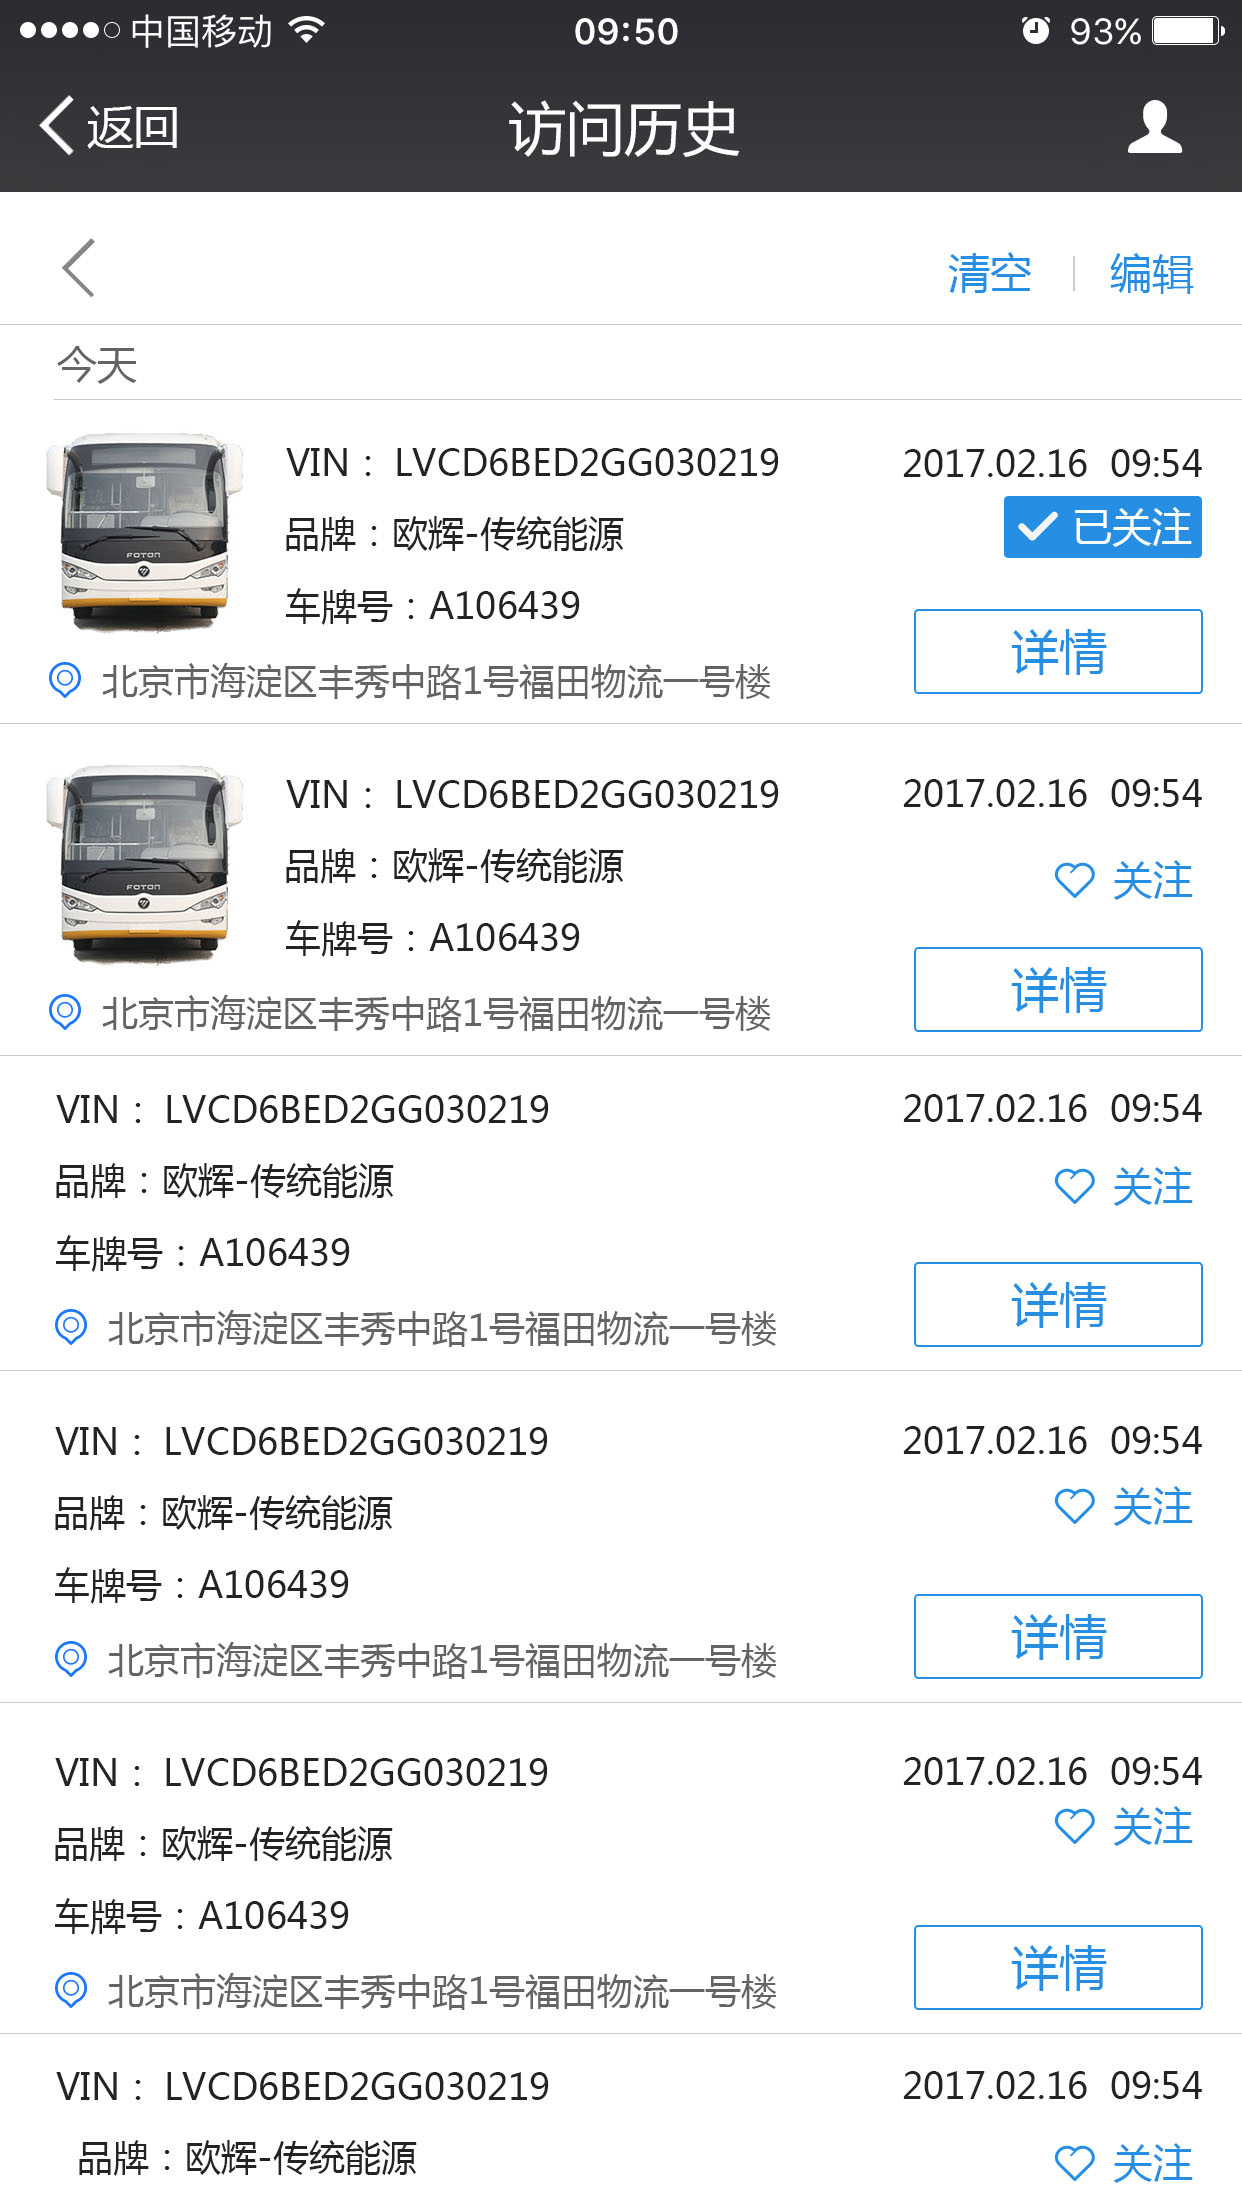 中国移动 09:50 93%
返回 访问历史
清空 编辑
今天
VIN： LVCD6BED2GG030219 2017.02.16 09:54
品牌：欧辉-传统能源 已关注
FOTON
车牌号：A106439
详情
北京市海淀区丰秀中路1号福田物流一号楼
VIN： LVCD6BED2GG030219 2017.02.16 09:54
品牌：欧辉-传统能源 关注
FOTON
车牌号：A106439
详情
北京市海淀区丰秀中路1号福田物流一号楼
VIN： LVCD6BED2GG030219 2017.02.16 09:54
品牌：欧辉-传统能源 关注
车牌号：A106439
详情
北京市海淀区丰秀中路1号福田物流一号楼
VIN： LVCD6BED2GG030219 2017.02.16 09:54
品牌：欧辉-传统能源 关注
车牌号：A106439
详情
北京市海淀区丰秀中路1号福田物流一号楼
VIN： LVCD6BED2GG030219 2017.02.16 09:54
品牌：欧辉-传统能源 关注
车牌号：A106439
详情
北京市海淀区丰秀中路1号福田物流一号楼
VIN： LVCD6BED2GG030219 2017.02.16 09:54
品牌：欧辉-传统能源 关注